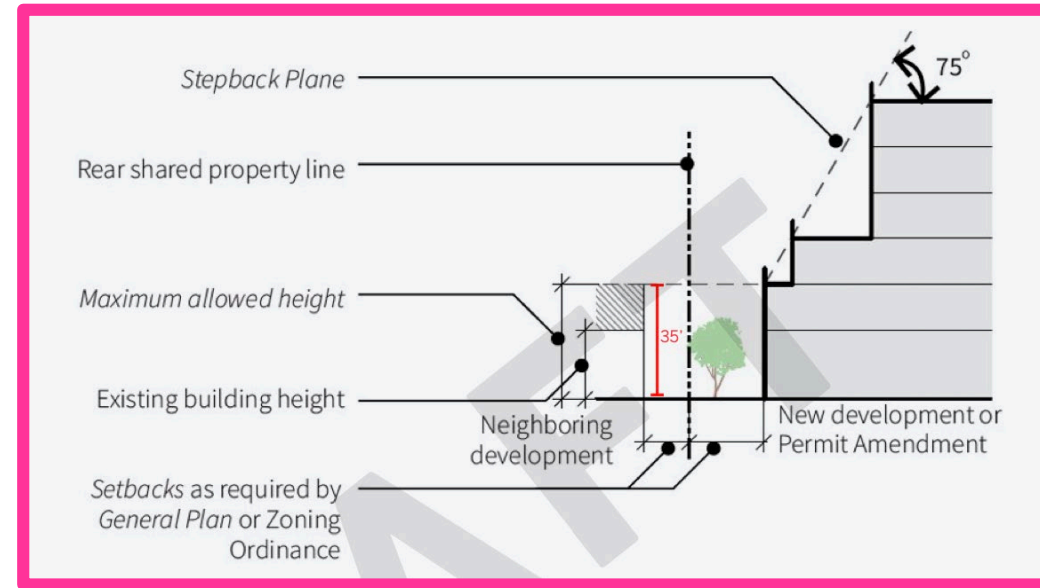 Stepback Plane
75°
Rear shared property line
Maximum allowed height
35'
Existing building height
Neighboring
development
New development or
Permit Amendment
Setbacks as required by
General Plan or Zoning
Ordinance